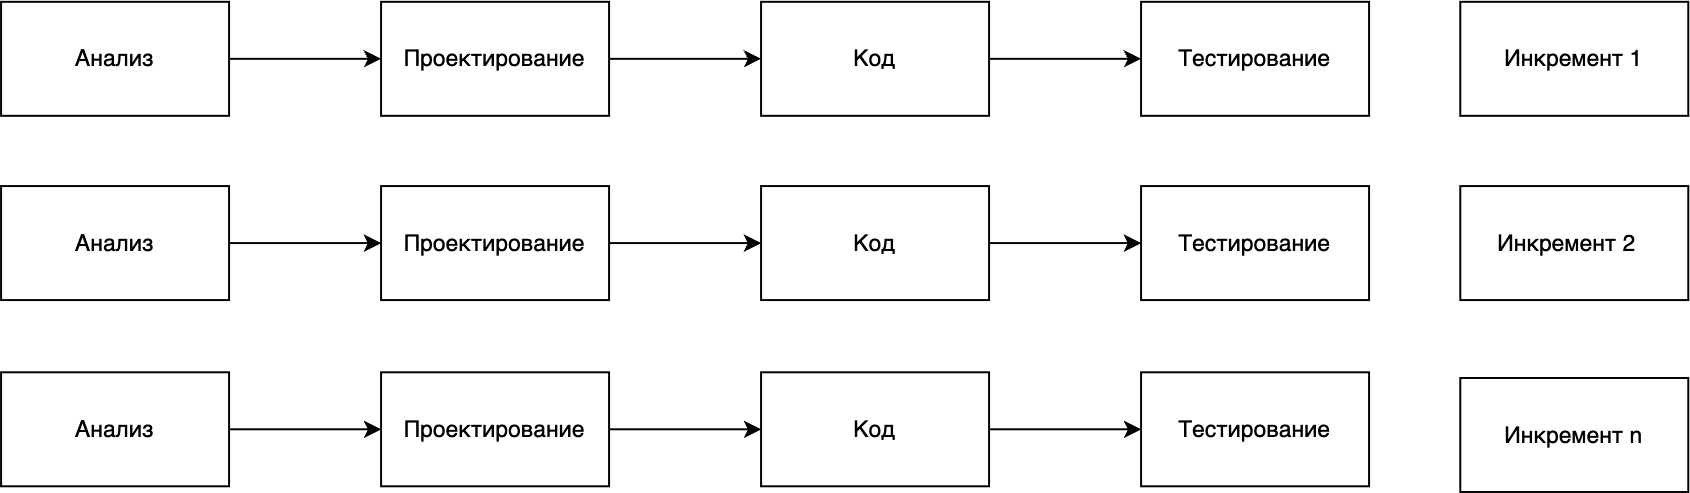 Анализ
Проектирование
Код
Тестирование
Инкремент 1
Анализ
Проектирование
Код
Тестирование
Инкремент 2
Анализ
Проектирование
Код
Тестирование
Инкремент n